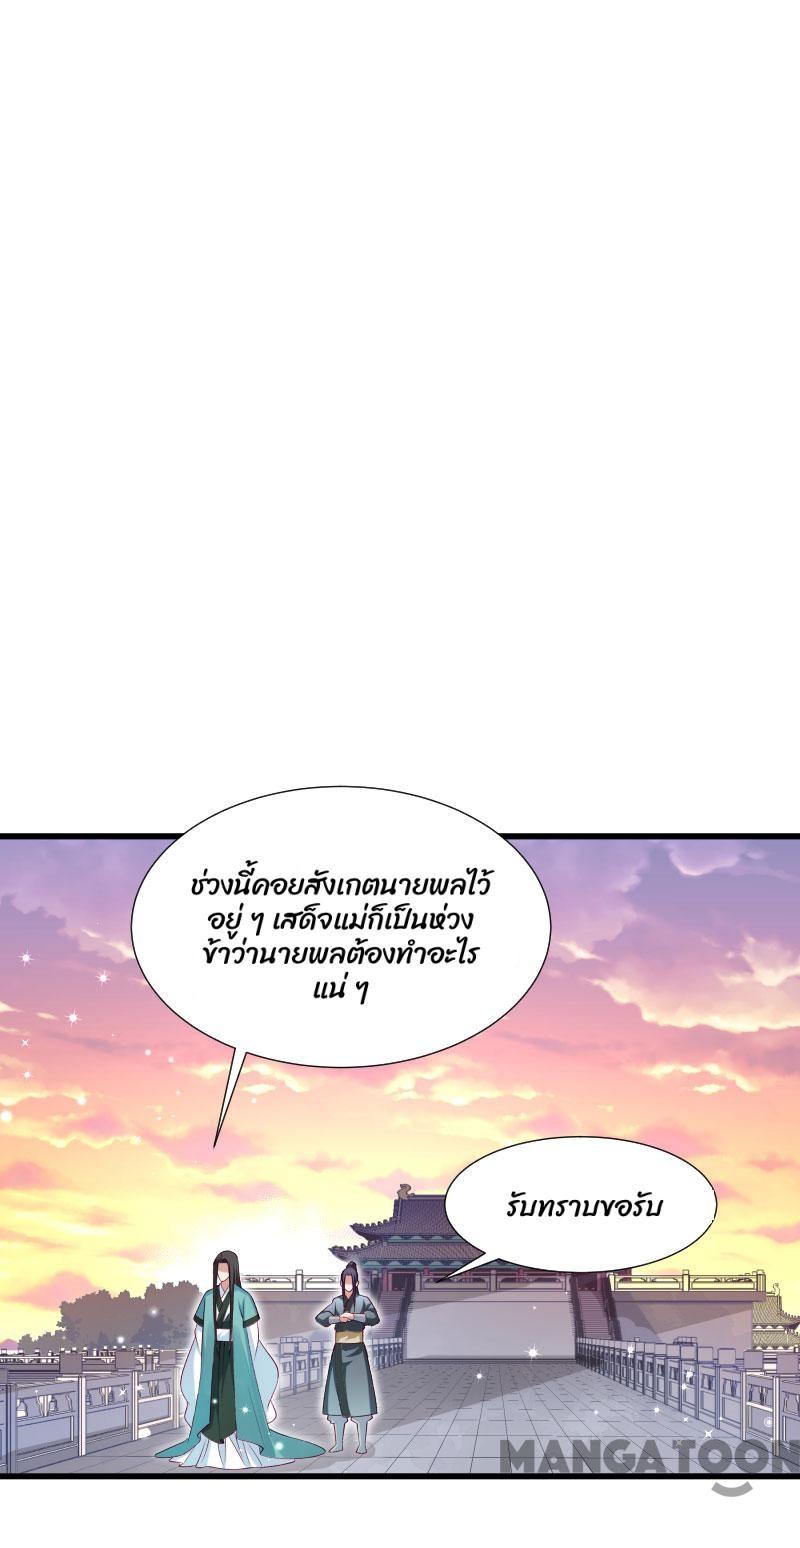 ช่วงนี้คอยสังเกตนายพลไว้
อยู่ ๆ เสด็จแม่ก็เป็นห่วง
ข้าว่านายพลต้องทำอะไร
แน่ ๆ
รับทราบขอรับ
MANGATOON